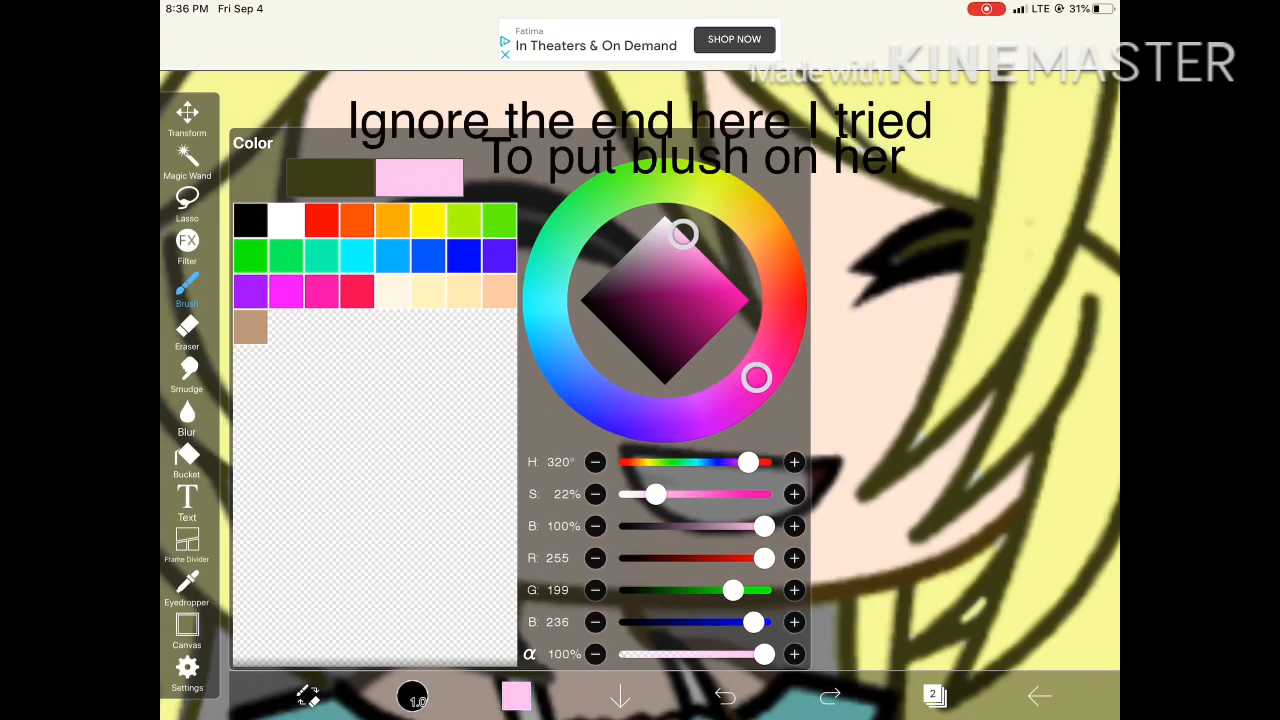 8:36 PM Fri Sep 4
LTE 31%
Fatima
In Theaters & On Demand
SHOP NOW
Made with KINEMASTER
Ignore the end here I tried
To put blush on her
Color
Transform
Magic Wand
Lasso
FX
Filter
Brush
Eraser
Smudge
Blur
Bucket
T
Text
Frame Divider
Eyedropper
Canvas
Settings
H: 320°
S: 22%
B: 100%
R: 255
G: 199
B: 236
α 100%
1.0
2